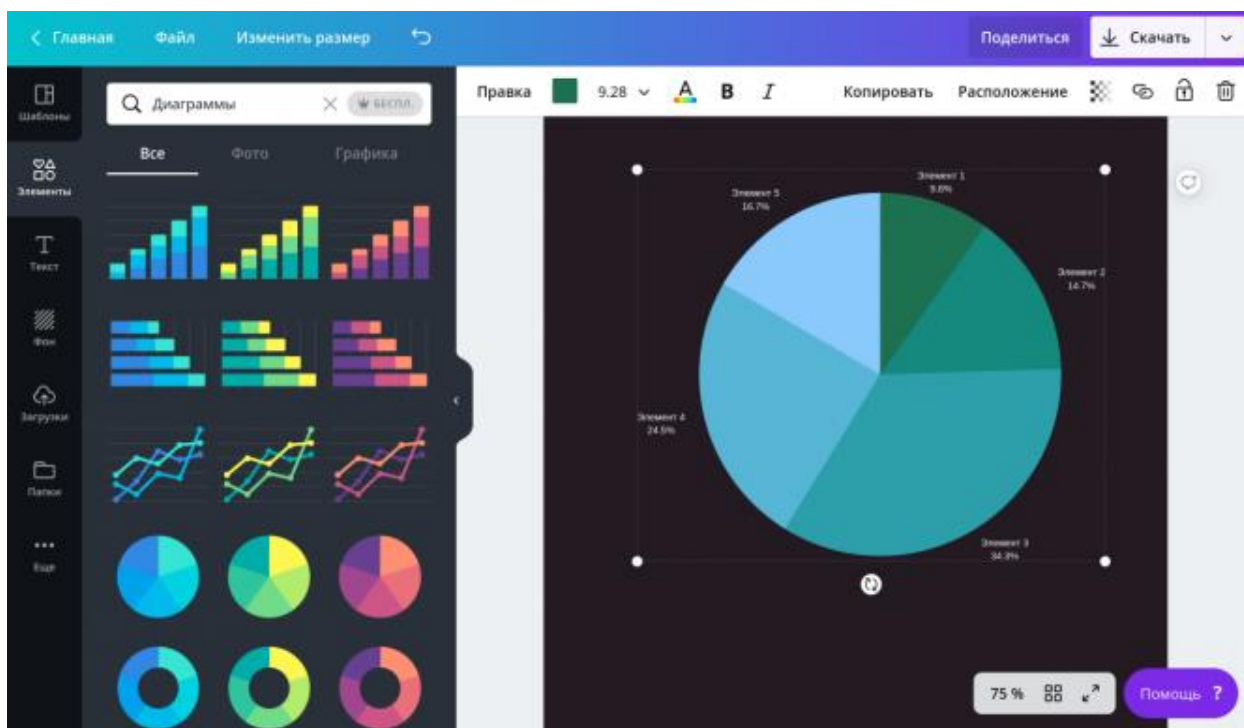 Главная Файл Изменить размер Поделиться Скачать
Шаблоны
Элементы
Текст
Фон
Загрузки
Папки
Еще
Диаграммы БЕСПЛ.
Все Фото Графика
Правка 9.28 A B I Копировать Расположение
Элемент 1
9.8%
Элемент 2
14.7%
Элемент 3
34.3%
Элемент 4
24.5%
Элемент 5
16.7%
75 % Помощь ?